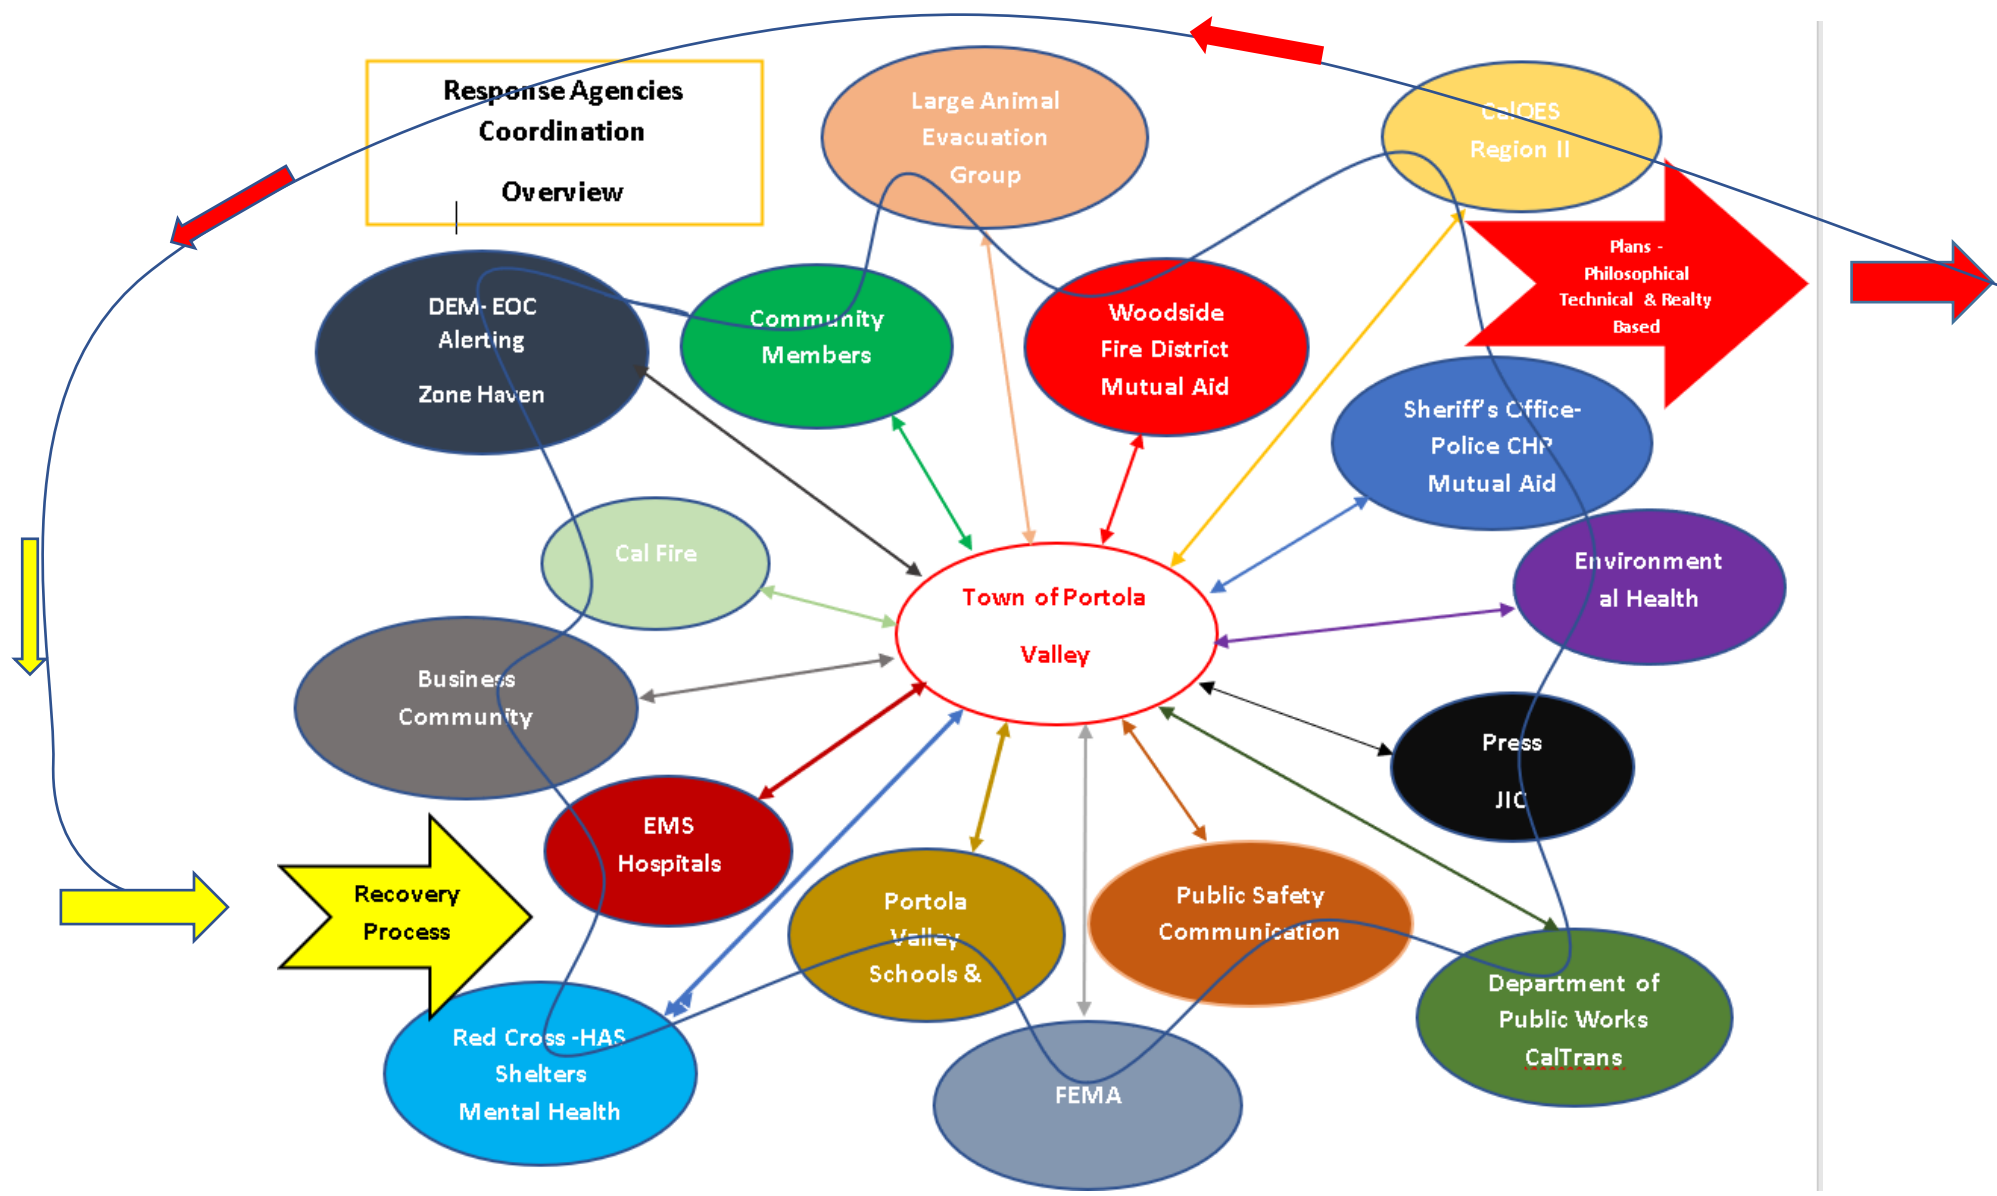 Response Agencies
Coordination
Overview
Large Animal
Evacuation
Group
CalOES
Region II
Plans -
Philosophical
Technical & Realty
Based
DEM- EOC
Alerting
Zone Haven
Community
Members
Woodside
Fire District
Mutual Aid
Sheriff's Office-
Police CHP
Mutual Aid
Cal Fire
Environment
al Health
Town of Portola
Valley
Business
Community
Press
JIC
EMS
Hospitals
Recovery
Process
Portola
Valley
Schools &
Public Safety
Communication
Department of
Public Works
CalTrans
Red Cross -HAS
Shelters
Mental Health
FEMA